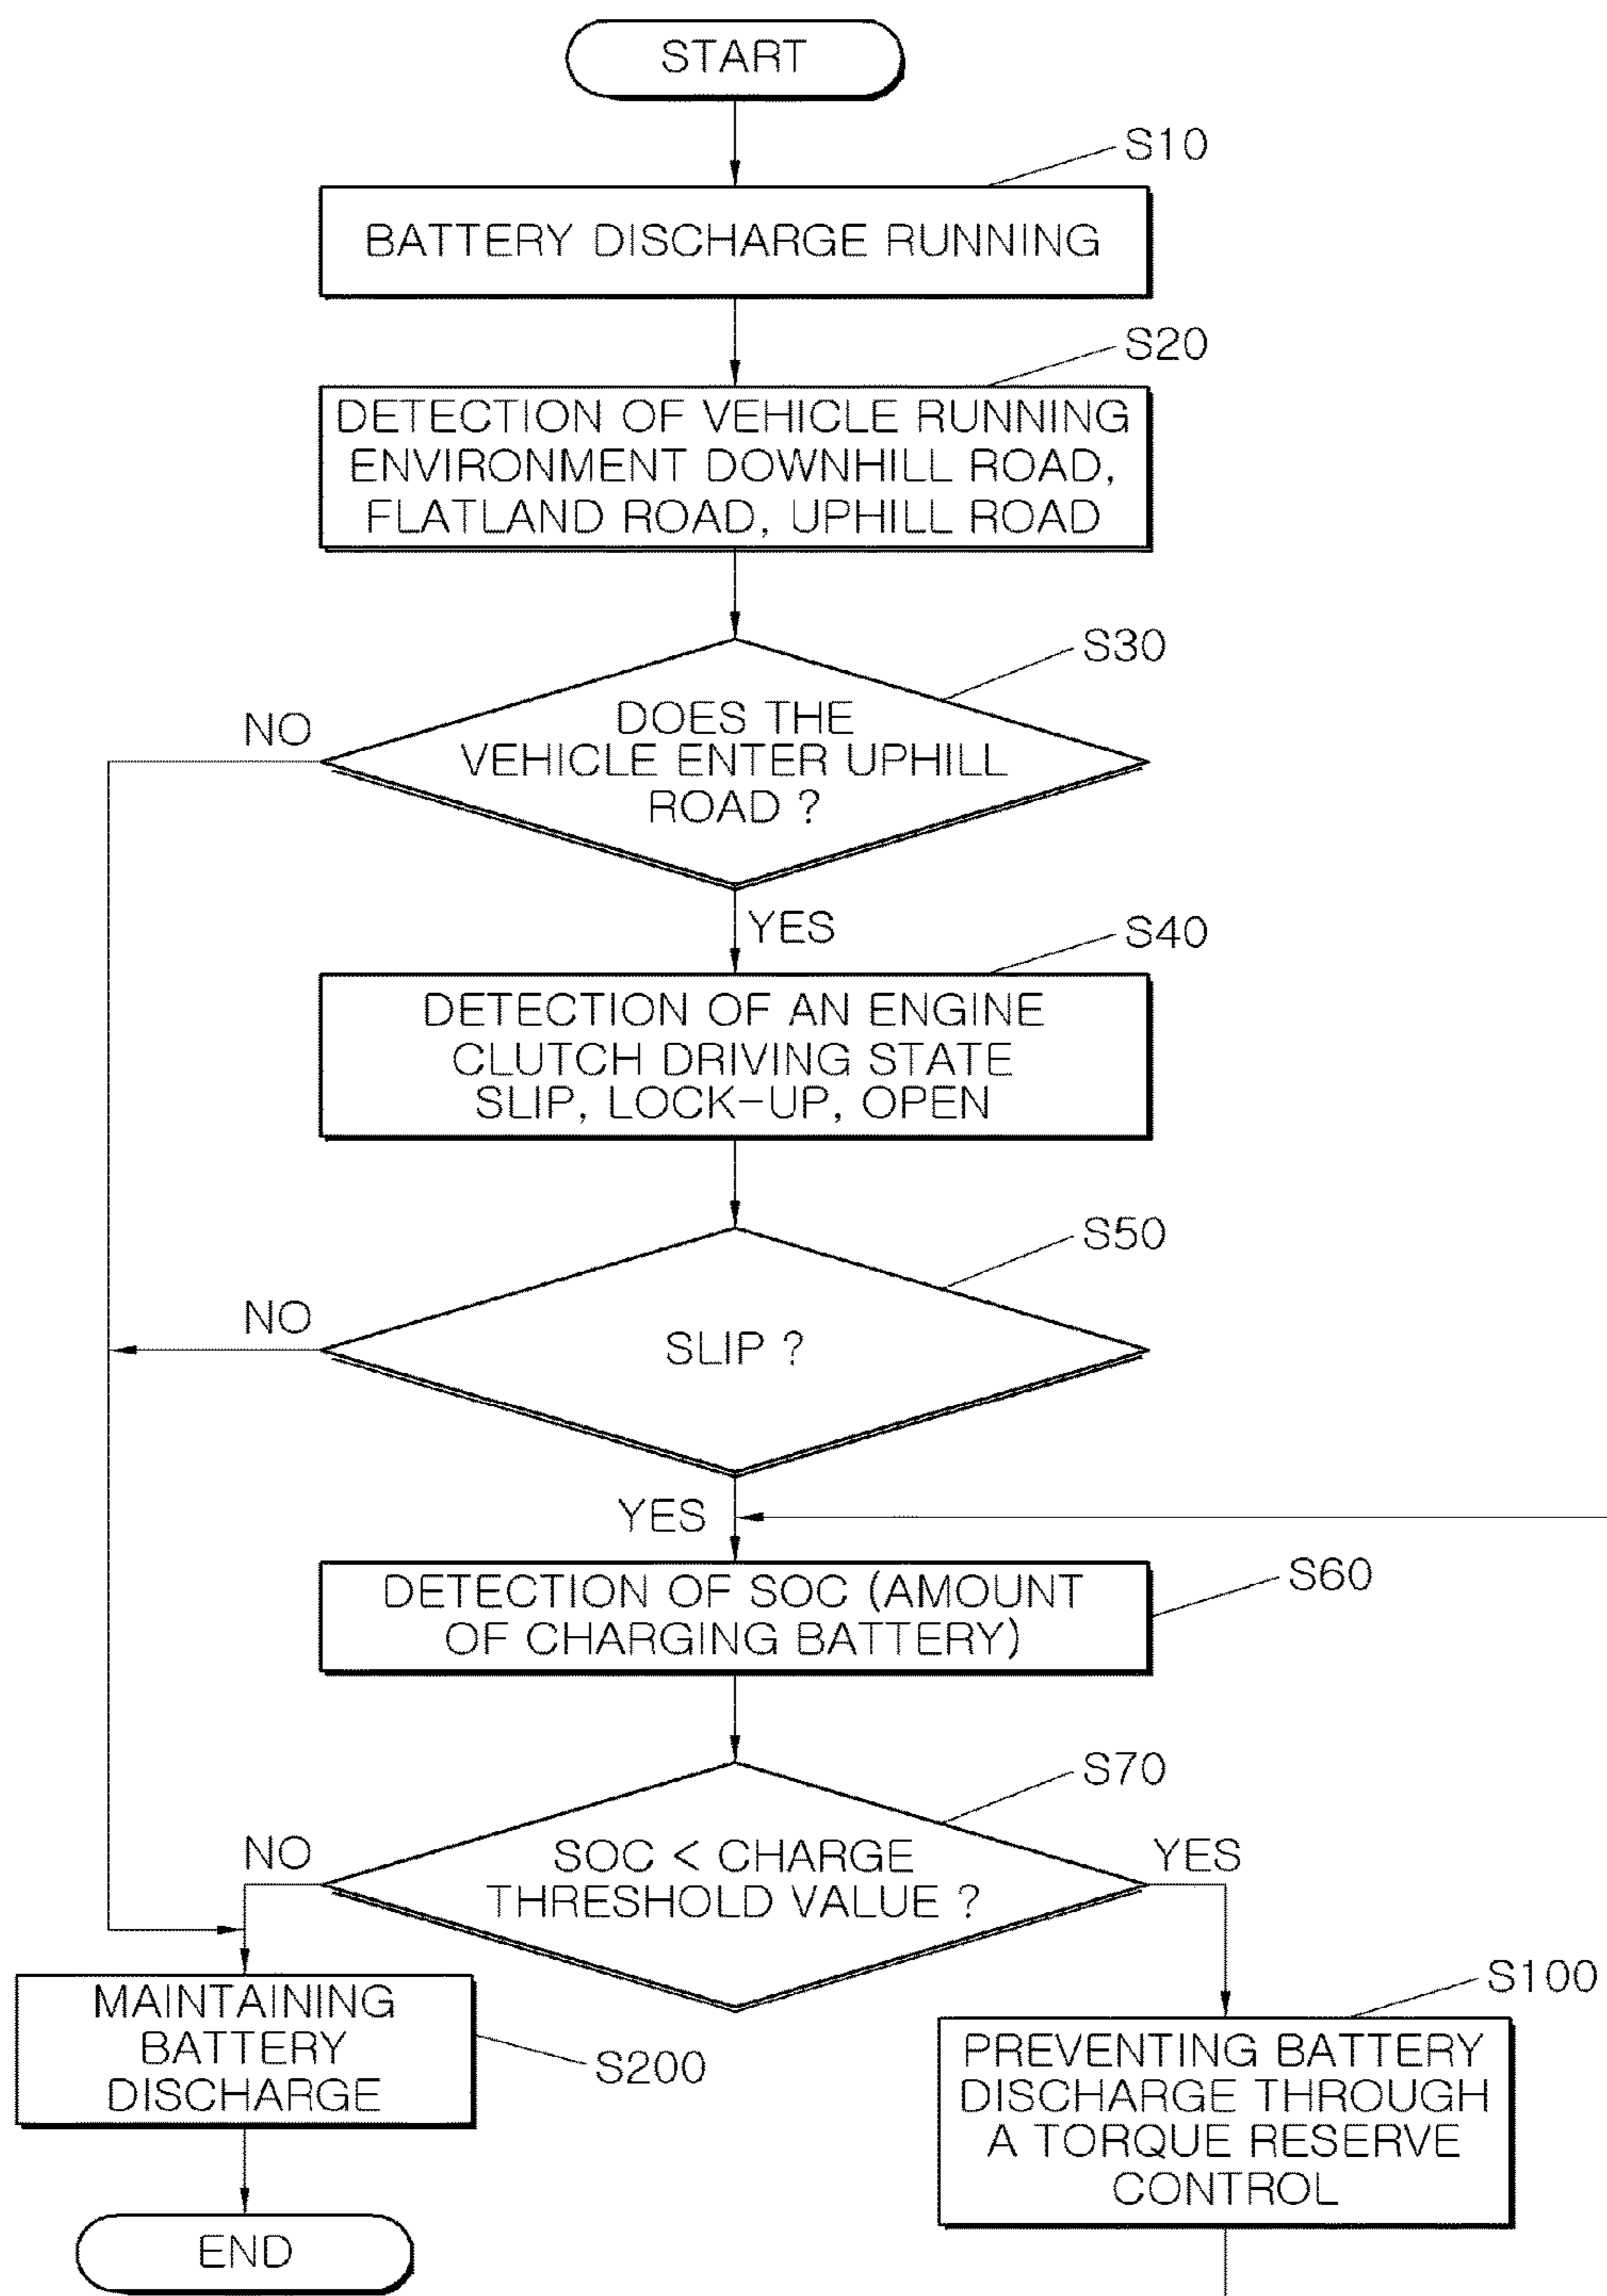 START
S10
BATTERY DISCHARGE RUNNING
S20
DETECTION OF VEHICLE RUNNING
ENVIRONMENT DOWNHILL ROAD,
FLATLAND ROAD, UPHILL ROAD
S30
NO
DOES THE
VEHICLE ENTER UPHILL
ROAD ?
YES
S40
DETECTION OF AN ENGINE
CLUTCH DRIVING STATE
SLIP, LOCK-UP, OPEN
S50
NO
SLIP ?
YES
S60
DETECTION OF SOC (AMOUNT
OF CHARGING BATTERY)
S70
NO
SOC < CHARGE
THRESHOLD VALUE ?
YES
MAINTAINING
BATTERY
DISCHARGE
S200
S100
PREVENTING BATTERY
DISCHARGE THROUGH
A TORQUE RESERVE
CONTROL
END